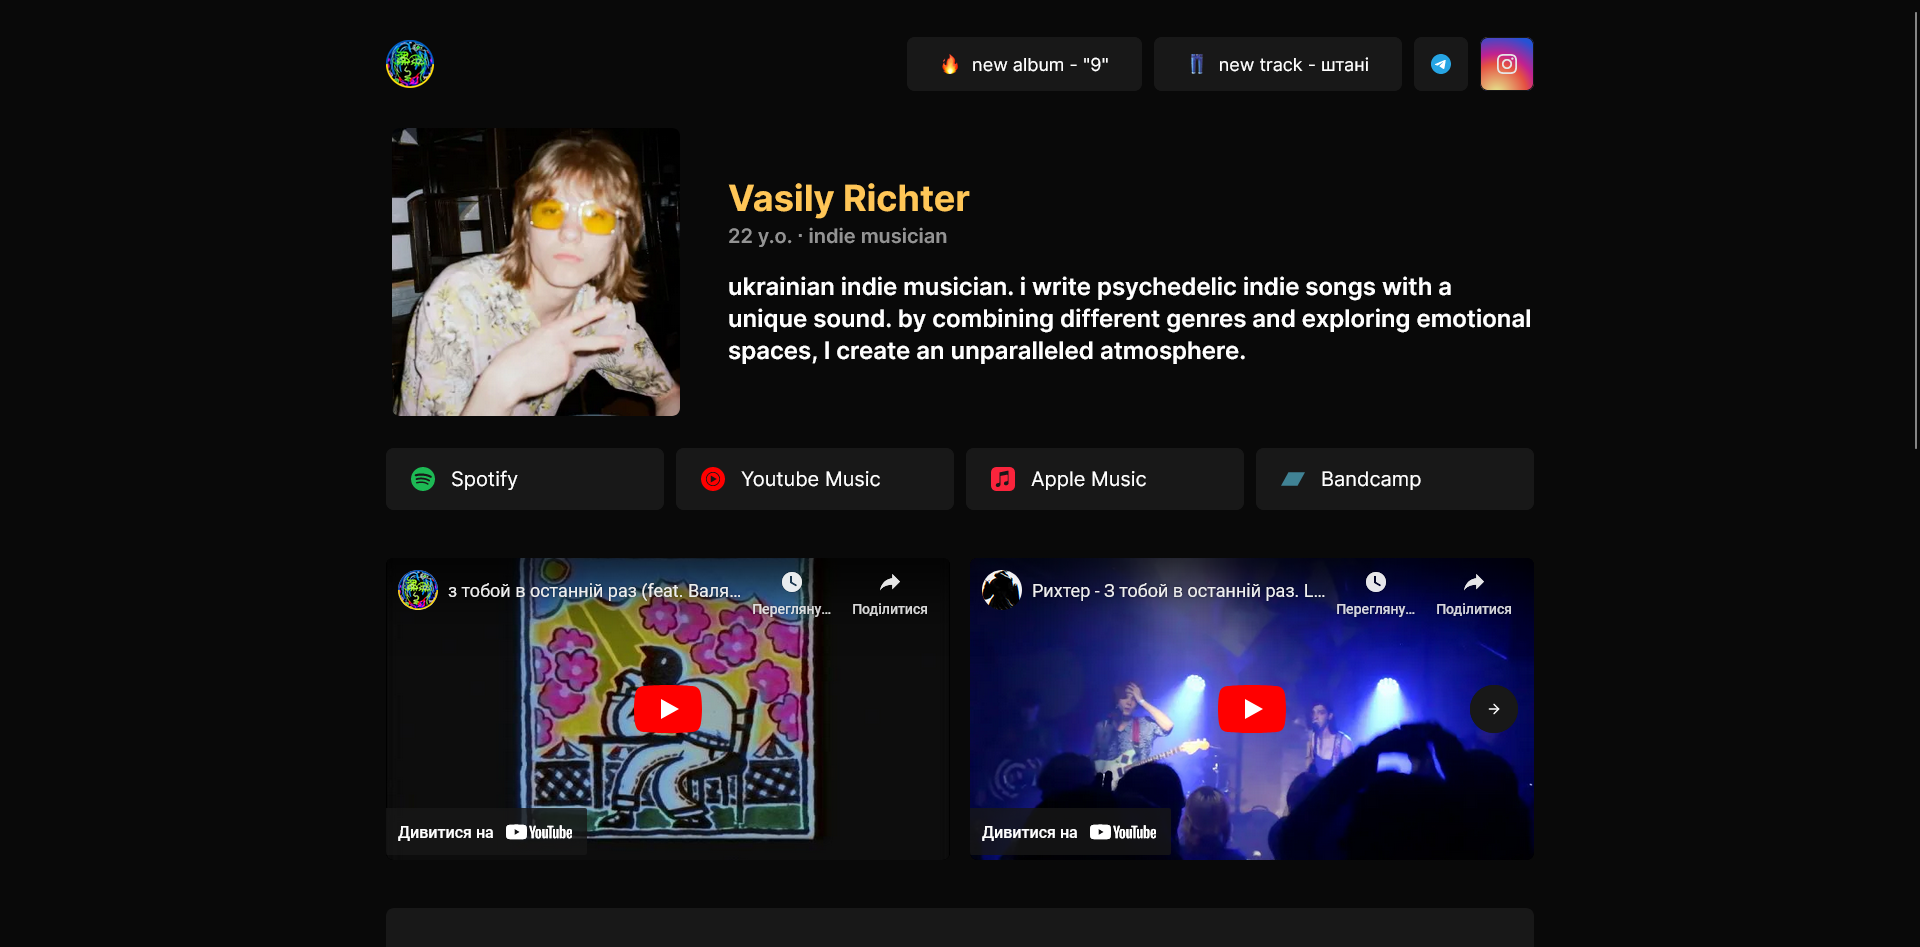 new album - "9"
new track - штані
Vasily Richter
22 y.o. · indie musician
ukrainian indie musician. i write psychedelic indie songs with a
unique sound. by combining different genres and exploring emotional
spaces, I create an unparalleled atmosphere.
Spotify
Youtube Music
Apple Music
Bandcamp
з тобой в останній раз (feat. Валя...
Перегляну...
Поділитися
Дивитися на YouTube
Рихтер - З тобой в останній раз. L...
Перегляну...
Поділитися
Дивитися на YouTube